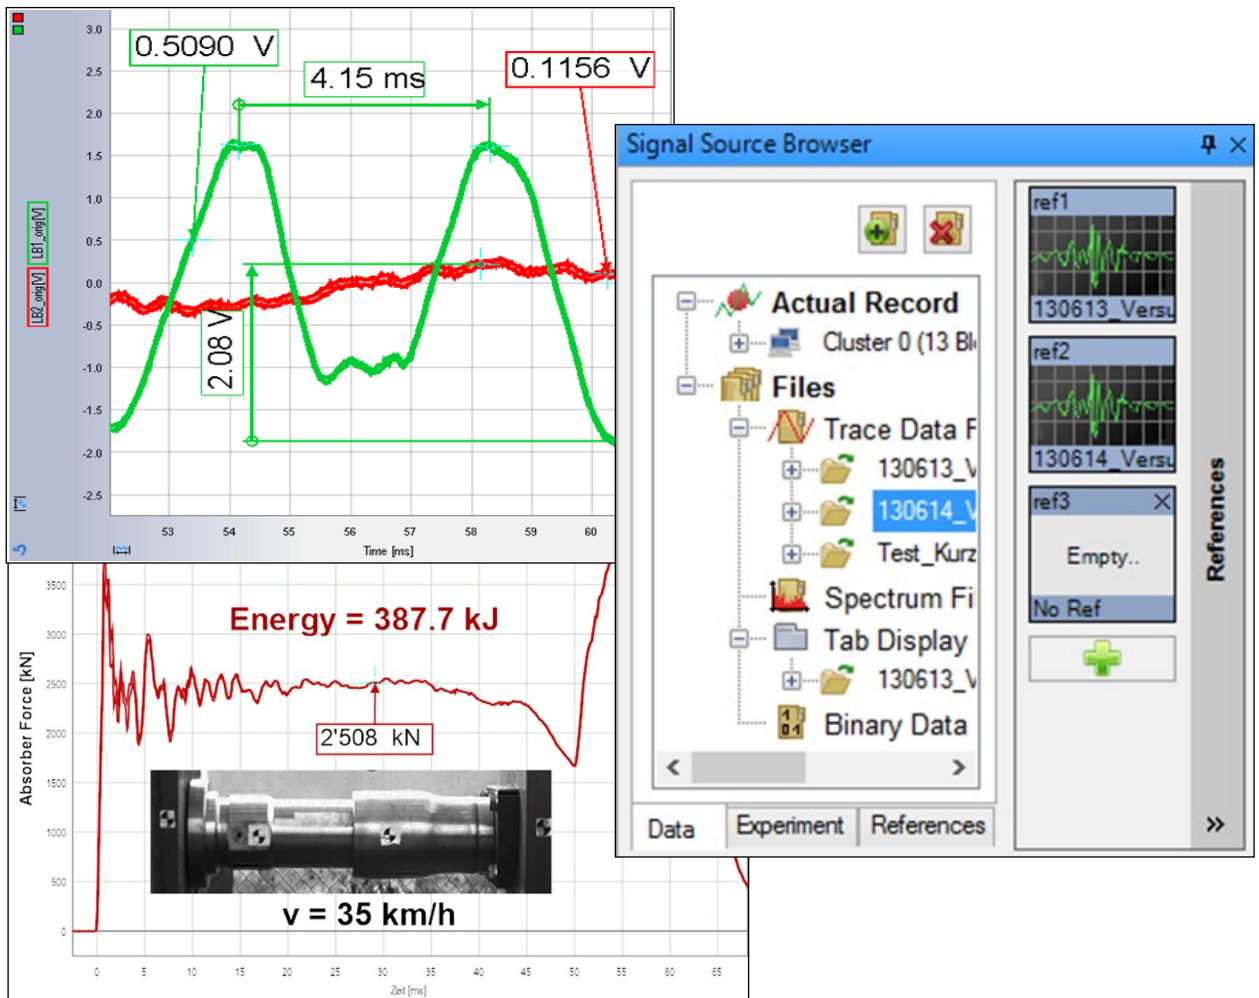 0.5090 V
4.15 ms
0.1156 V
3.0
2.5
2.0
1.5
1.0
0.5
0.0
-0.5
-1.0
-1.5
-2.0
-2.5
LB1_orig[V]
LB2_orig[V]
2.08 V
53
54
55
56
57
58
59
60
Time [ms]
Signal Source Browser
Actual Record
Cluster 0 (13 Bl
Files
Trace Data F
130613_V
130614_V
Test_Kurz
Spectrum Fi
Tab Display
130613_V
Binary Data
Data
Experiment
References
ref1
130613_Versu
ref2
130614_Versu
ref3
Empty..
No Ref
References
Energy = 387.7 kJ
2'508 kN
v = 35 km/h
Absorber Force [kN]
3500
3000
2500
2000
1500
1000
500
0
0
5
10
15
20
25
30
35
40
45
50
55
60
65
Zeit [ms]